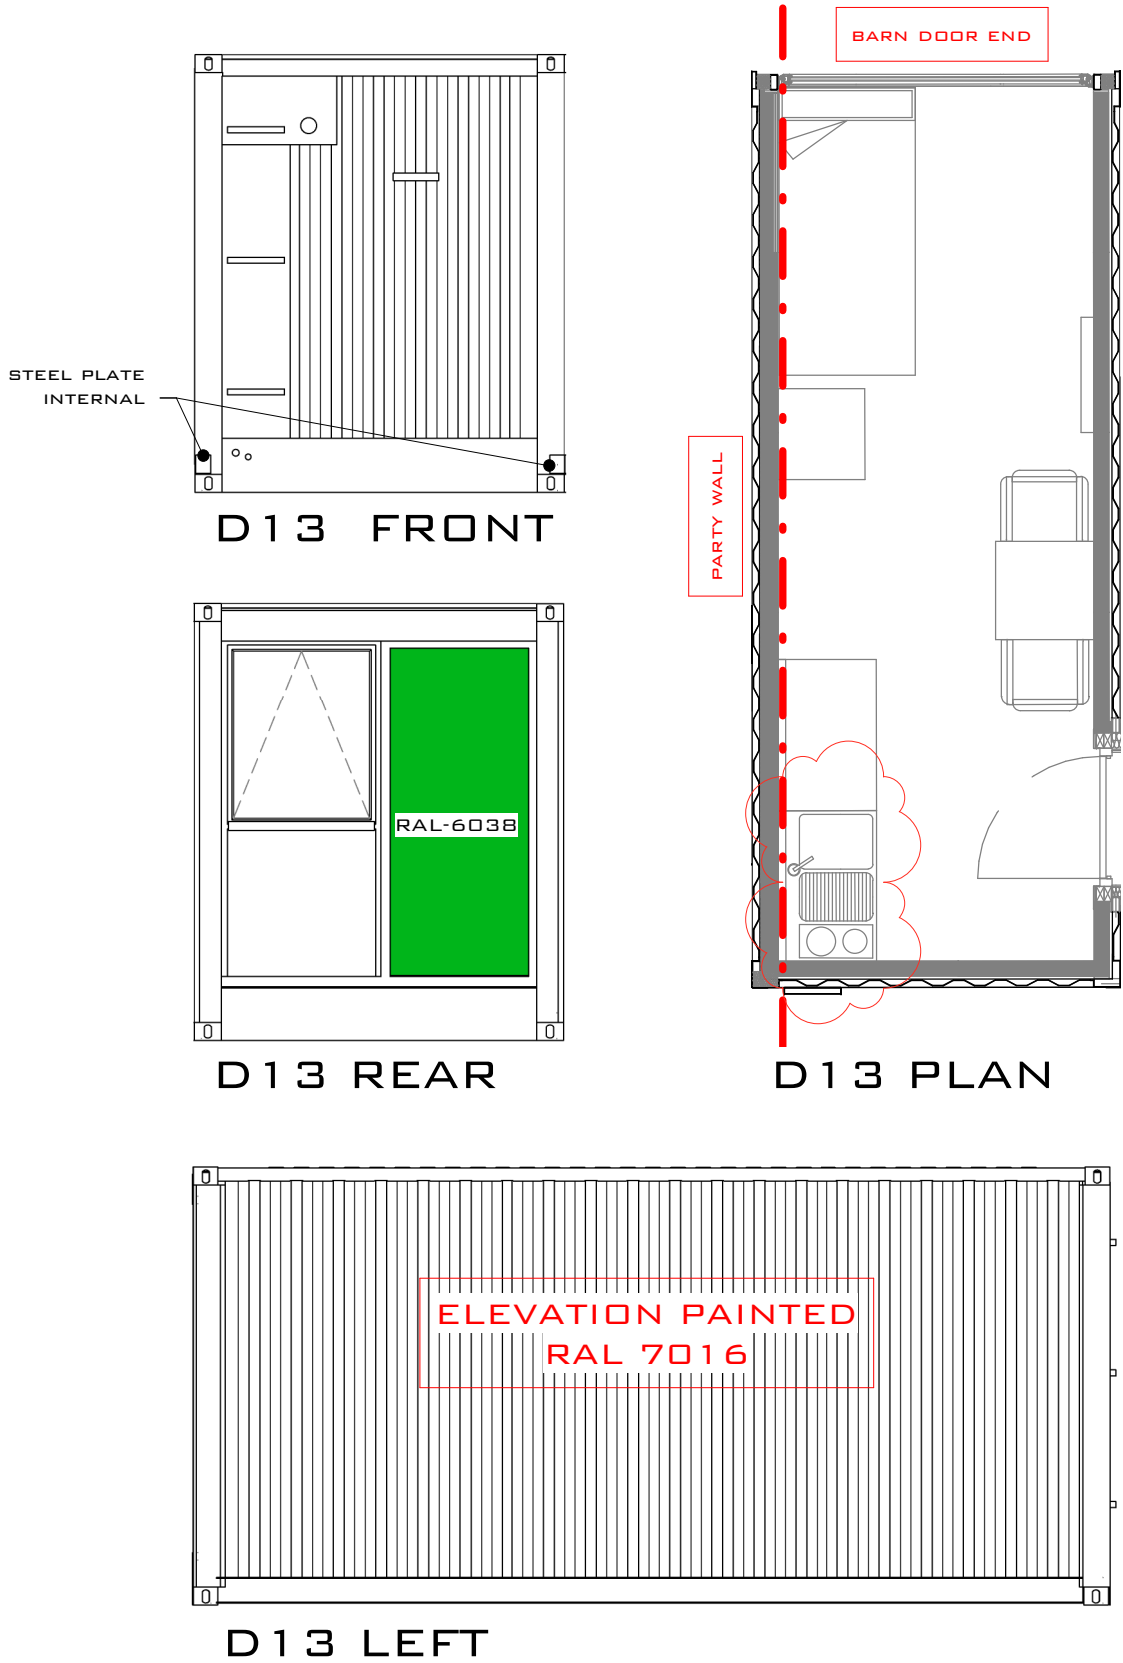 BARN DOOR END
STEEL PLATE
INTERNAL
D13 FRONT
PARTY WALL
RAL-6038
D13 REAR
D13 PLAN
ELEVATION PAINTED
RAL 7016
D13 LEFT